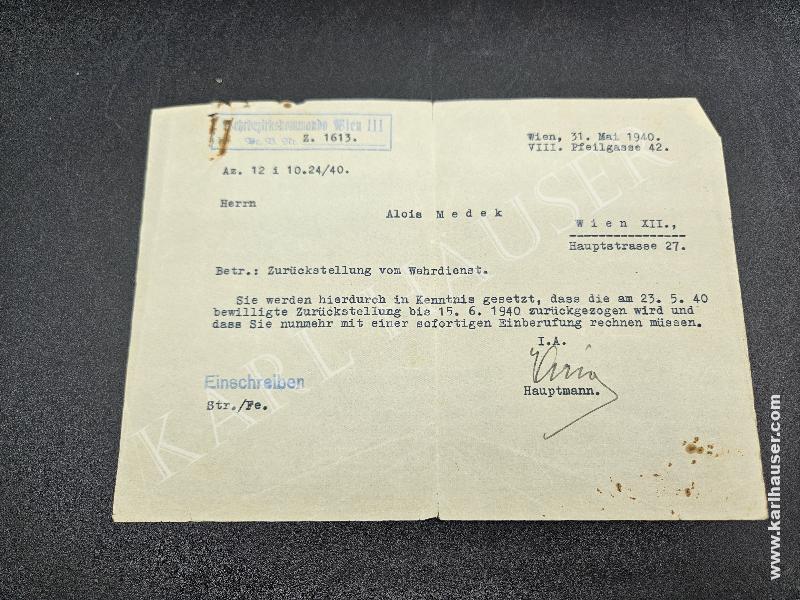 Wehrbezirkskommando Wien III
Z. 1613.
Wien, 31. Mai 1940.
VIII. Pfeilgasse 42.
Az. 12 i 10.24/40.
Herrn
Alois Medek
Wien XII.,
Hauptstrasse 27.
Betr.: Zurückstellung vom Wehrdienst.
Sie werden hierdurch in Kenntnis gesetzt, dass die am 23. 5. 40
bewilligte Zurückstellung bis 15. 6. 1940 zurückgezogen wird und
dass Sie nunmehr mit einer sofortigen Einberufung rechnen müssen.
I.A.
Hauptmann.
Einschreiben
Str./Fe.
KARL HAUSER
www.karlhauser.com